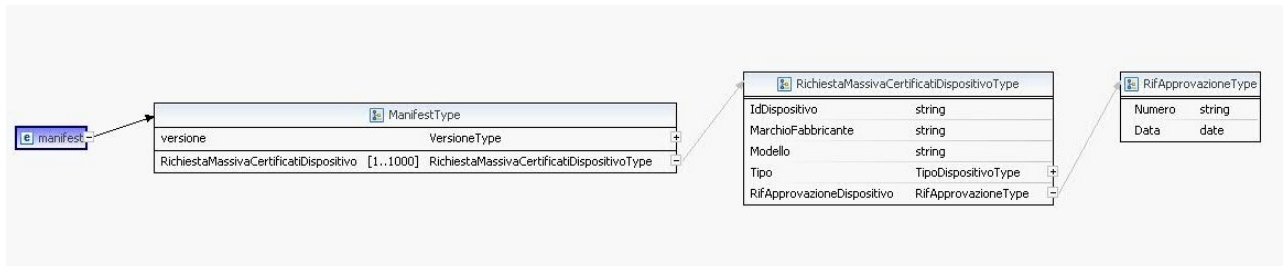 e manifest
ManifestType
versione VersioneType
RichiestaMassivaCertificatiDispositivo [1..1000] RichiestaMassivaCertificatiDispositivoType
RichiestaMassivaCertificatiDispositivoType
IdDispositivo string
MarchioFabbricante string
Modello string
Tipo TipoDispositivoType
RifApprovazioneDispositivo RifApprovazioneType
RifApprovazioneType
Numero string
Data date